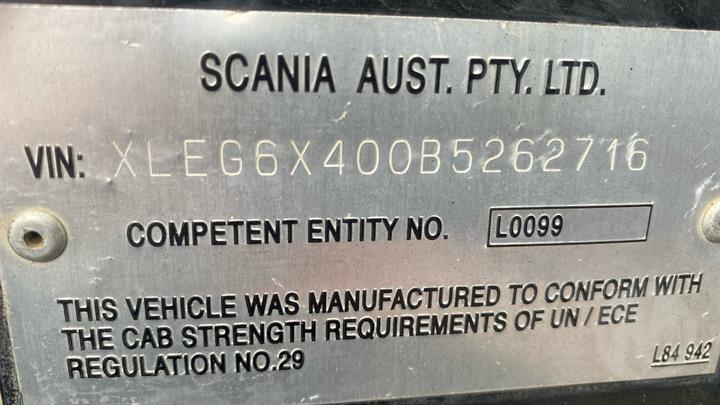 SCANIA AUST. PTY. LTD.
VIN: XLEG6X400B5262716
COMPETENT ENTITY NO. L0099
THIS VEHICLE WAS MANUFACTURED TO CONFORM WITH
THE CAB STRENGTH REQUIREMENTS OF UN / ECE
REGULATION NO.29
L84 942